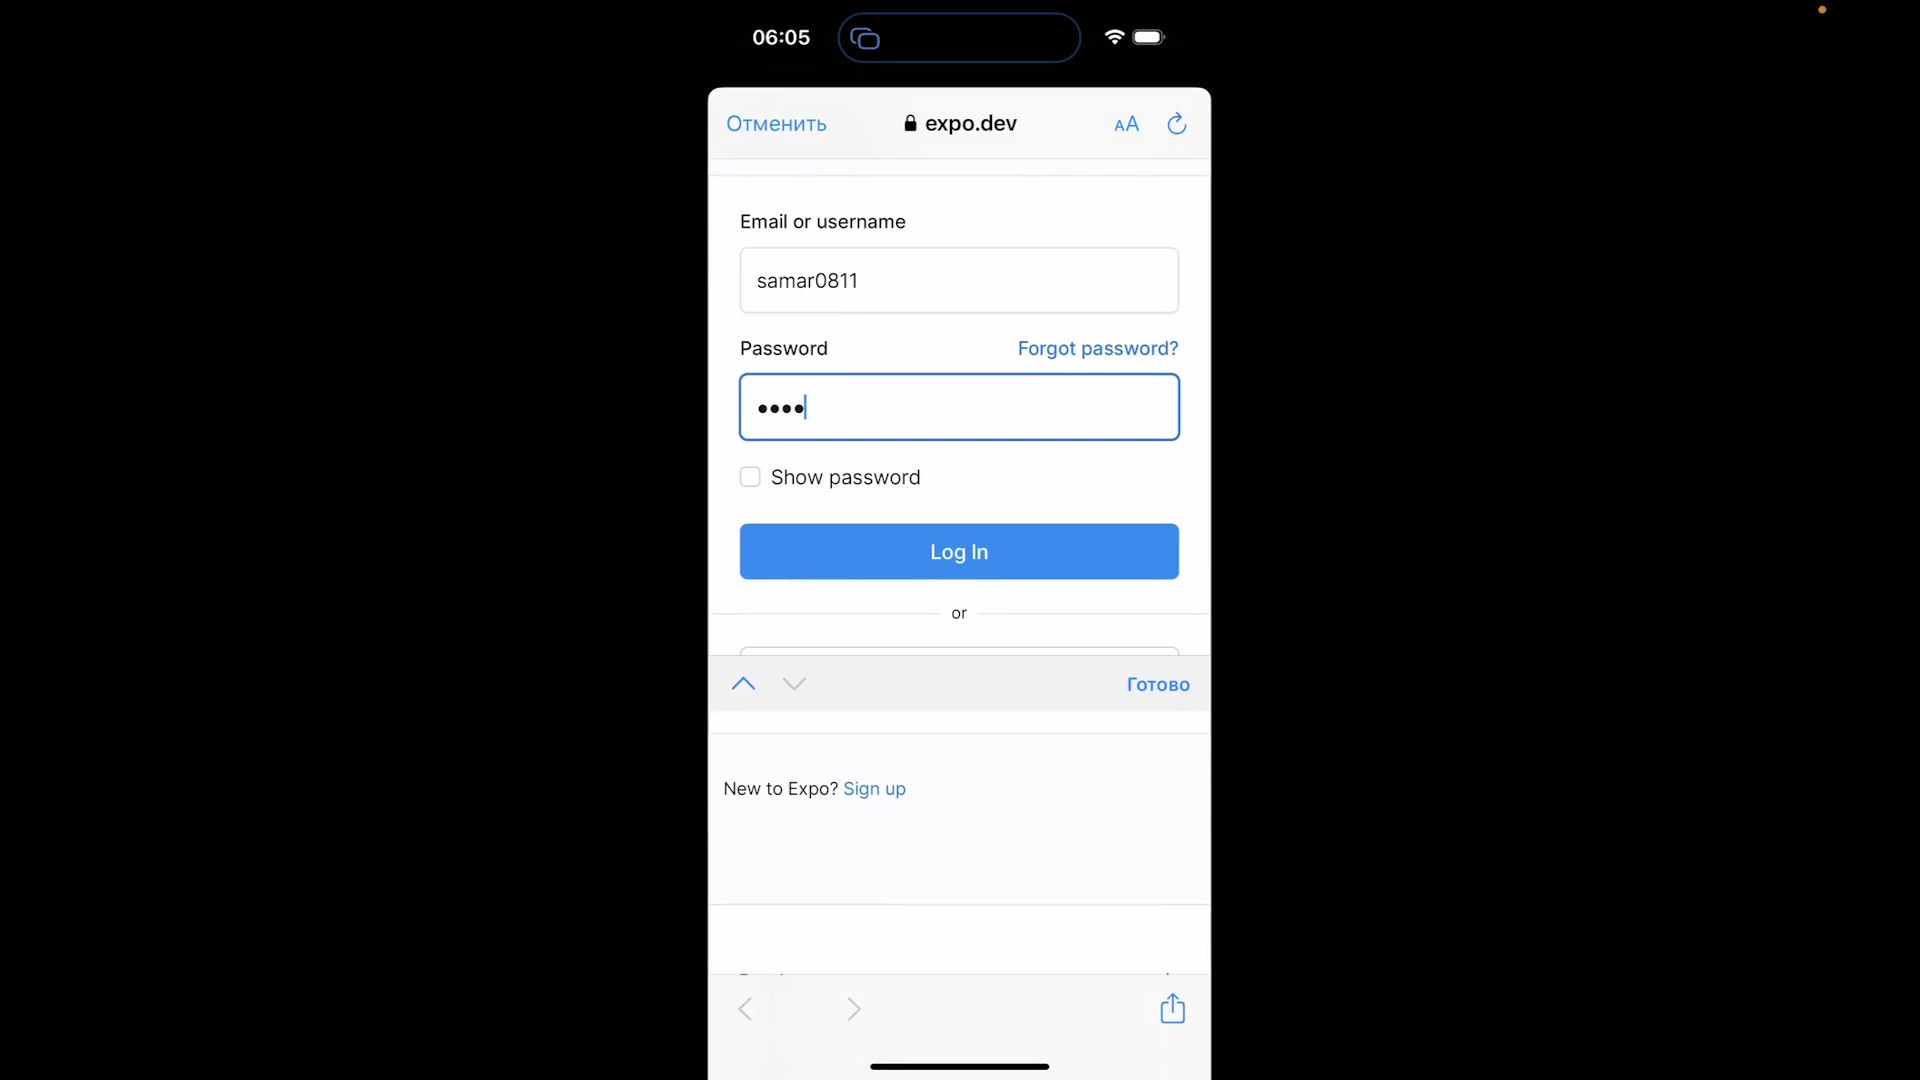 06:05
Отменить
expo.dev
AA
Email or username
samar0811
Password
Forgot password?
••••
Show password
Log In
or
Готово
New to Expo? Sign up